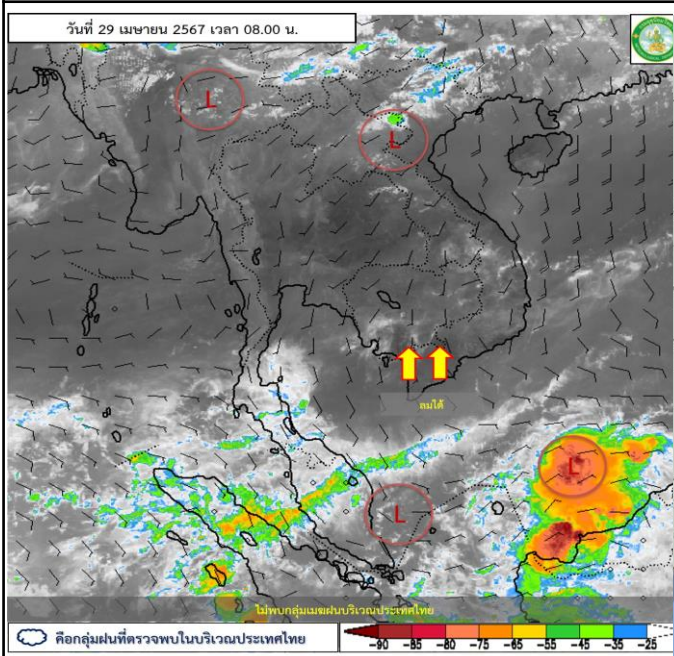 วันที่ 29 เมษายน 2567 เวลา 08.00 น.
L
L
ลมใต้
L
L
ไม่พบกลุ่มเมฆฝนบริเวณประเทศไทย
คือกลุ่มฝนที่ตรวจพบในบริเวณประเทศไทย
-90 -85 -80 -75 -65 -55 -45 -35 -25